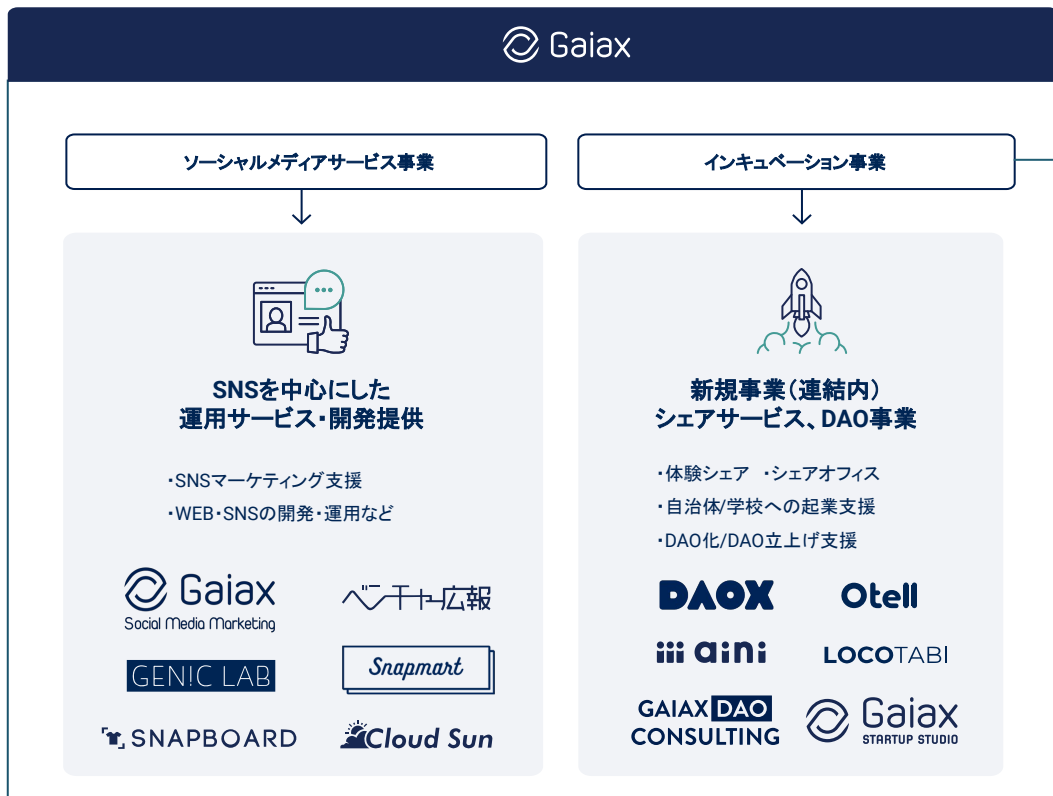 Gaiax
ソーシャルメディアサービス事業
SNSを中心にした
運用サービス・開発提供
・SNSマーケティング支援
・WEB・SNSの開発・運用など
Gaiax
Social Media Marketing
ベンチャー広報
GEN!C LAB
Snapmart
SNAPBOARD
Cloud Sun
インキュベーション事業
新規事業(連結内)
シェアサービス、DAO事業
・体験シェア ・シェアオフィス
・自治体/学校への起業支援
・DAO化/DAO立上げ支援
DAOX
Otell
aini
LOCOTABI
GAIAX DAO
CONSULTING
Gaiax
STARTUP STUDIO